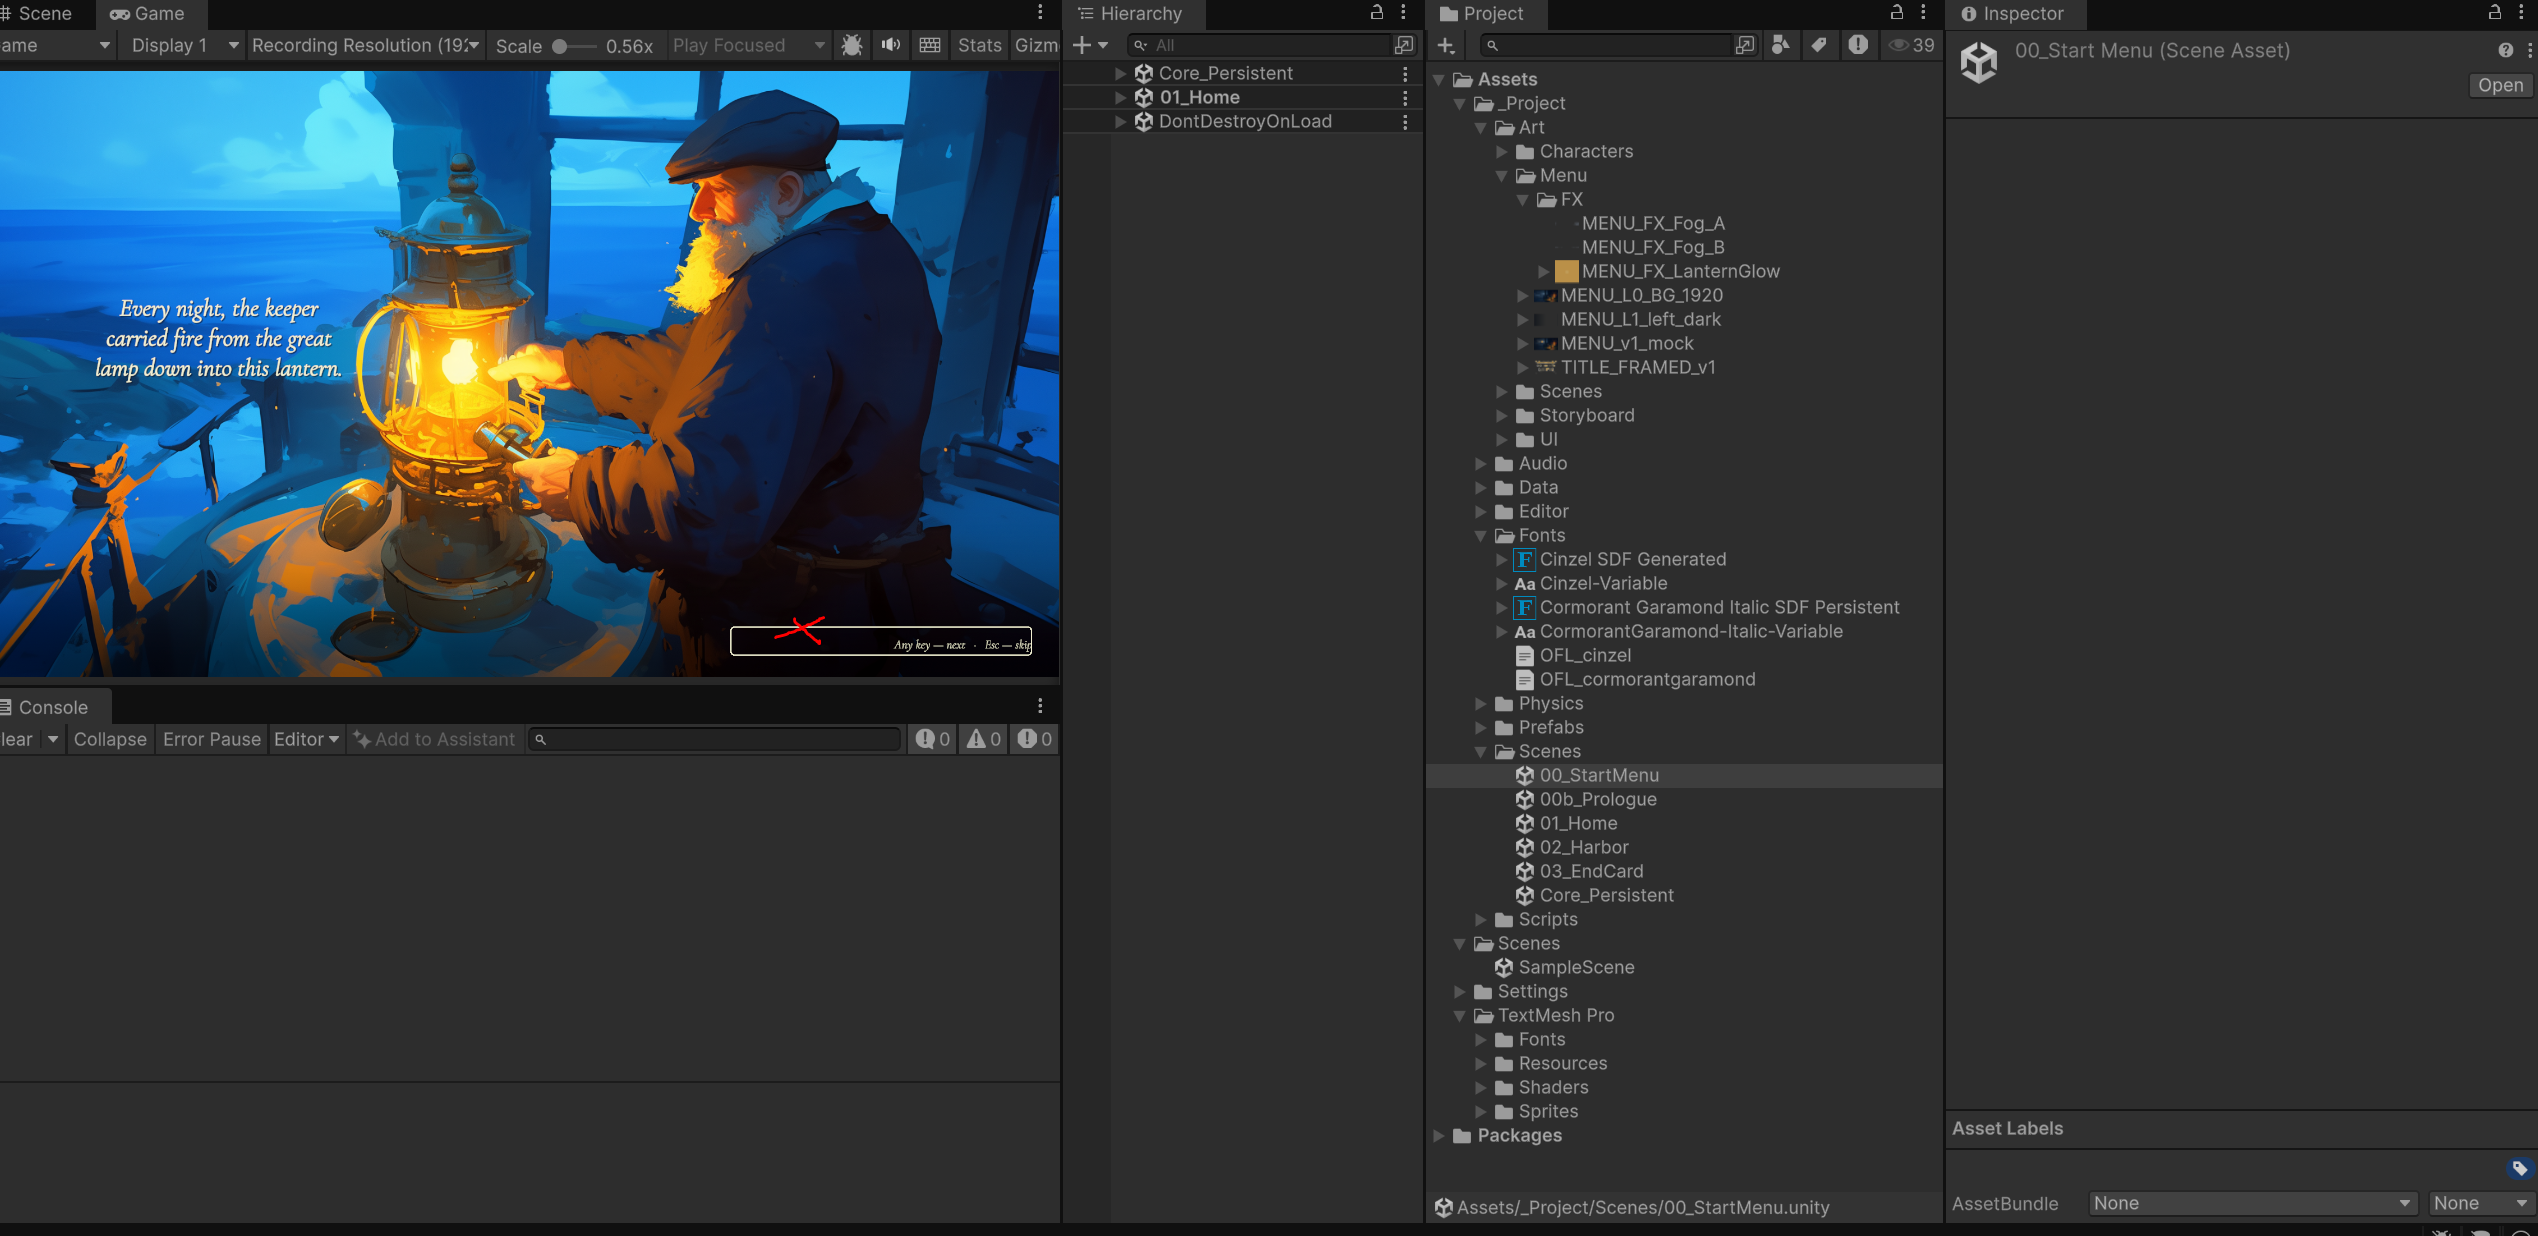 Scene
Game
ame
Display 1
Recording Resolution (192
Scale
0.56x
Play Focused
Stats
Gizm
Every night, the keeper
carried fire from the great
lamp down into this lantern.
Any key — next · Esc — skip
Console
lear
Collapse
Error Pause
Editor
Add to Assistant
0
0
0
Hierarchy
All
Core_Persistent
01_Home
DontDestroyOnLoad
Project
39
Assets
_Project
Art
Characters
Menu
FX
MENU_FX_Fog_A
MENU_FX_Fog_B
MENU_FX_LanternGlow
MENU_L0_BG_1920
MENU_L1_left_dark
MENU_v1_mock
TITLE_FRAMED_v1
Scenes
Storyboard
UI
Audio
Data
Editor
Fonts
F Cinzel SDF Generated
Aa Cinzel-Variable
F Cormorant Garamond Italic SDF Persistent
Aa CormorantGaramond-Italic-Variable
OFL_cinzel
OFL_cormorantgaramond
Physics
Prefabs
Scenes
00_StartMenu
00b_Prologue
01_Home
02_Harbor
03_EndCard
Core_Persistent
Scripts
Scenes
SampleScene
Settings
TextMesh Pro
Fonts
Resources
Shaders
Sprites
Packages
Assets/_Project/Scenes/00_StartMenu.unity
Inspector
00_Start Menu (Scene Asset)
Open
Asset Labels
AssetBundle
None
None